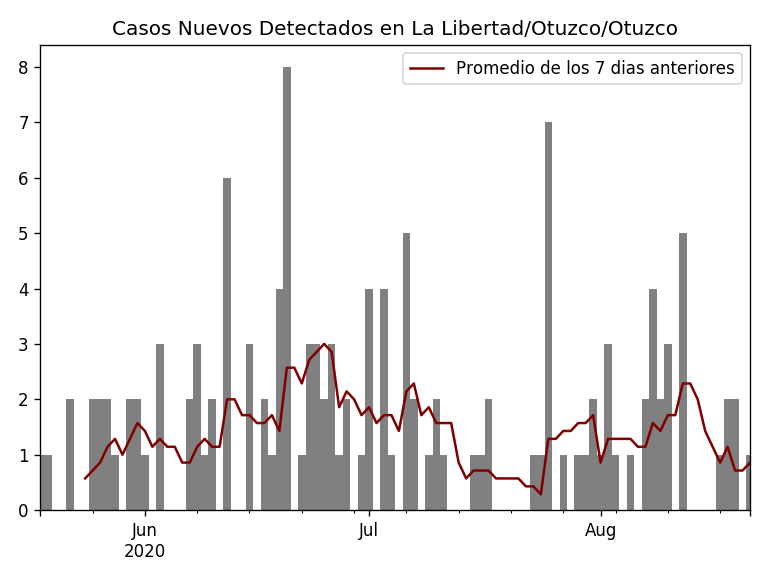 Casos Nuevos Detectados en La Libertad/Otuzco/Otuzco
Promedio de los 7 dias anteriores
8
7
6
5
4
3
2
1
0
Jun
2020
Jul
Aug